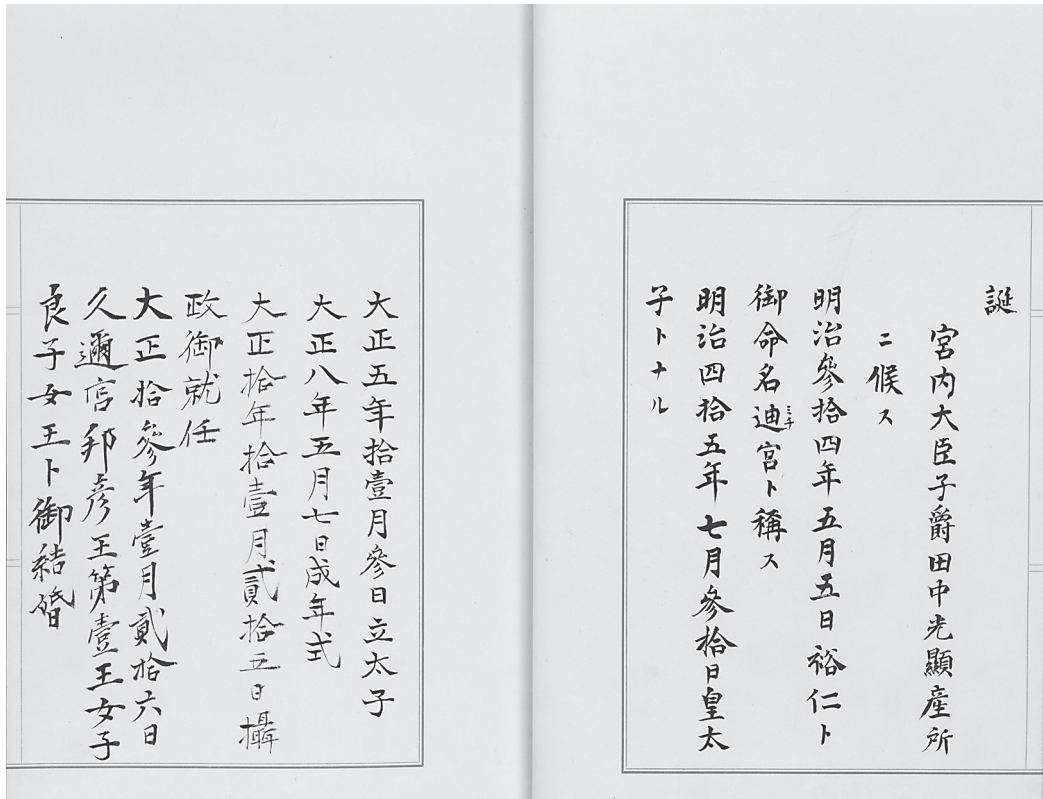 誕
宮内大臣子爵田中光顯産所
ニ候ス
明治參拾四年五月五日裕仁ト
御命名迪宮ト稱ス
ミチ
明治四拾五年七月參拾日皇太
子トナル
大正五年拾壹月參日立太子
大正八年五月七日成年式
大正拾年拾壹月貳拾五日攝
政御就任
大正拾參年壹月貳拾六日
久邇宮邦彦王第壹王女子
良子女王ト御結婚